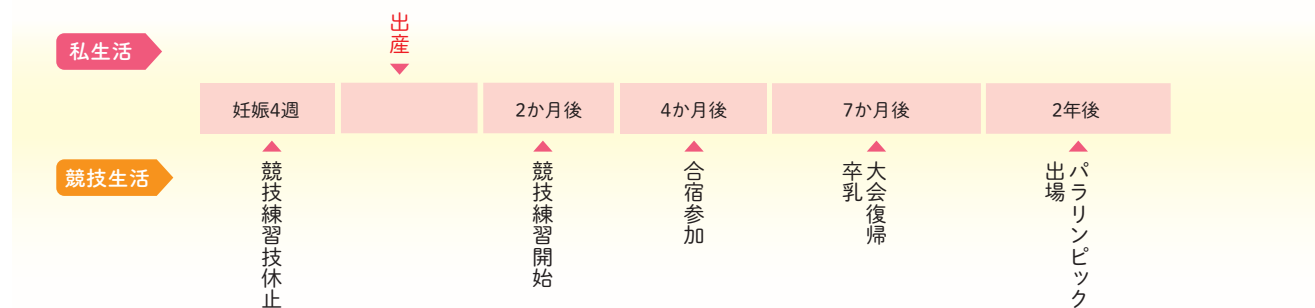 出産
私生活
妊娠4週
2か月後
4か月後
7か月後
2年後
競技生活
競技練習技休止
競技練習開始
合宿参加
大会復帰
卒乳
パラリンピック
出場